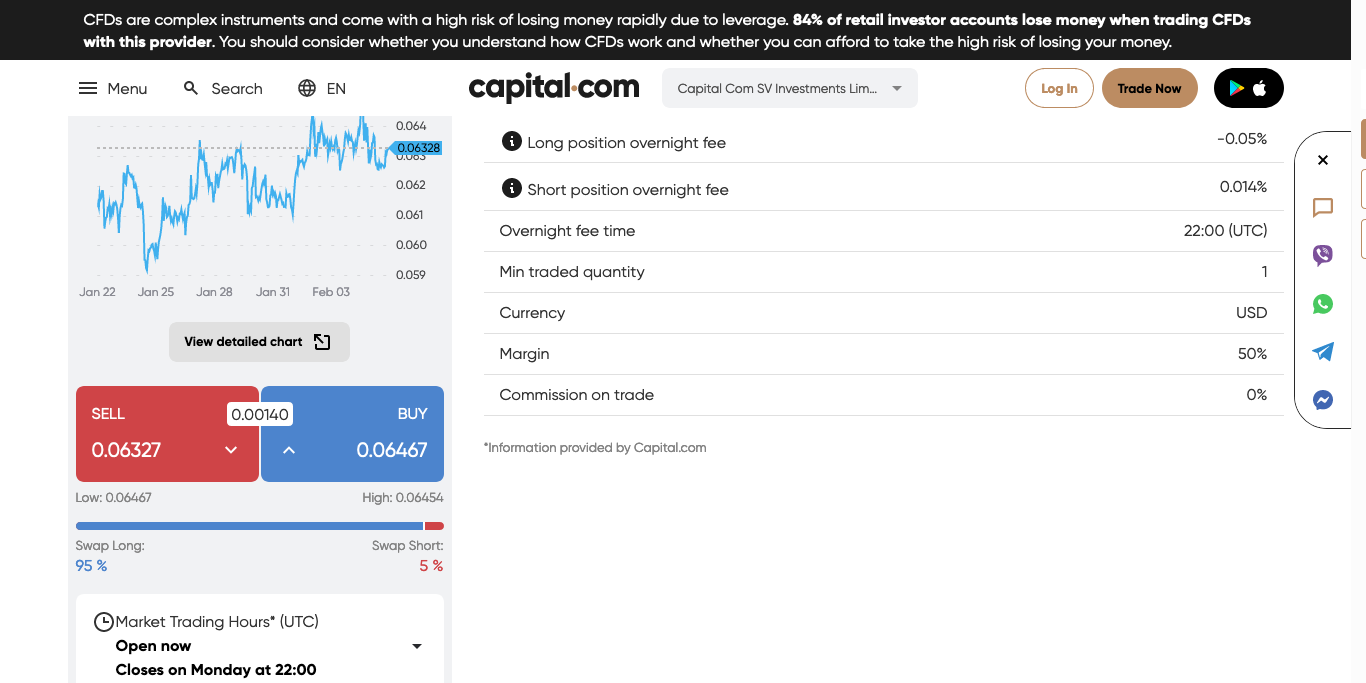 CFDs are complex instruments and come with a high risk of losing money rapidly due to leverage. 84% of retail investor accounts lose money when trading CFDs
with this provider. You should consider whether you understand how CFDs work and whether you can afford to take the high risk of losing your money.
Menu
Search
EN
capital.com
Capital Com SV Investments Lim...
Log In
Trade Now
0.064
0.06328
0.063
0.062
0.061
0.060
0.059
Jan 22 Jan 25 Jan 28 Jan 31 Feb 03
View detailed chart
SELL
0.06327
0.00140
BUY
0.06467
Low: 0.06467
High: 0.06454
Swap Long:
95 %
Swap Short:
5 %
Market Trading Hours* (UTC)
Open now
Closes on Monday at 22:00
Long position overnight fee -0.05%
Short position overnight fee 0.014%
Overnight fee time 22:00 (UTC)
Min traded quantity 1
Currency USD
Margin 50%
Commission on trade 0%
*Information provided by Capital.com